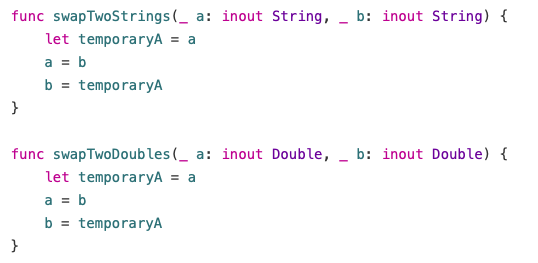 func swapTwoStrings(_ a: inout String, _ b: inout String) {
    let temporaryA = a
    a = b
    b = temporaryA
}

func swapTwoDoubles(_ a: inout Double, _ b: inout Double) {
    let temporaryA = a
    a = b
    b = temporaryA
}